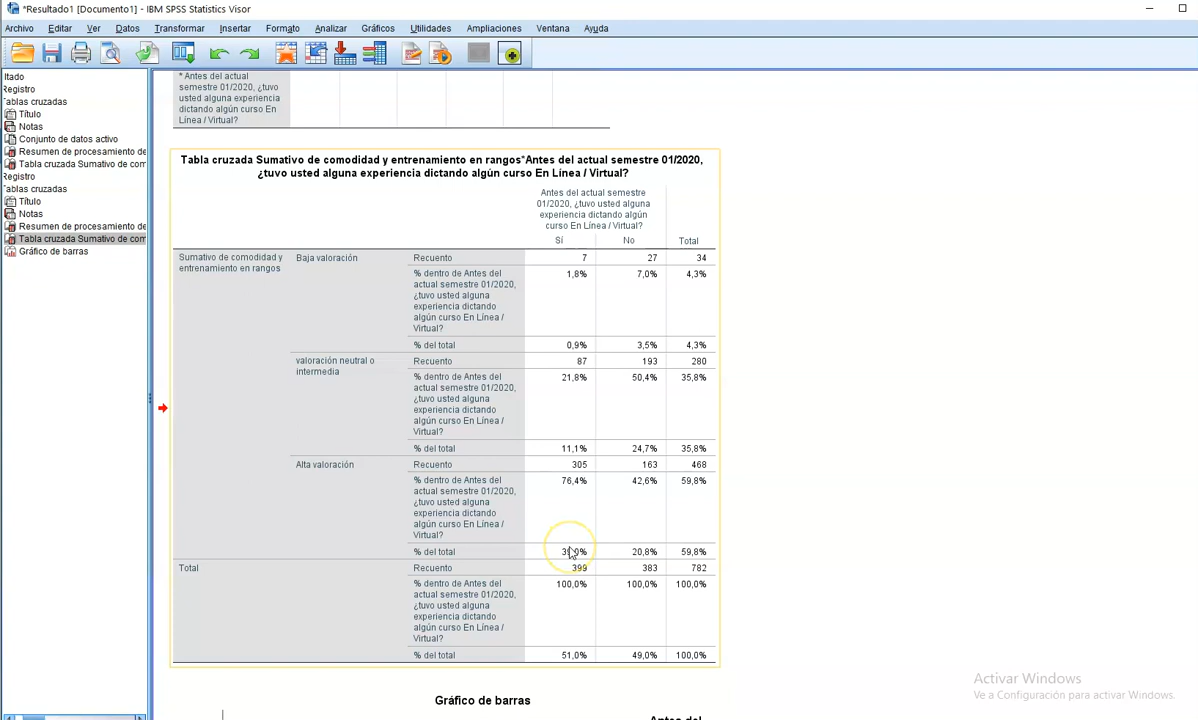 *Resultado1 [Documento1] - IBM SPSS Statistics Visor
Archivo Editar Ver Datos Transformar Insertar Formato Analizar Gráficos Utilidades Ampliaciones Ventana Ayuda
ltado
Registro
Tablas cruzadas
Título
Notas
Conjunto de datos activo
Resumen de procesamiento de
Tabla cruzada Sumativo de com
Registro
Tablas cruzadas
Título
Notas
Resumen de procesamiento de
Tabla cruzada Sumativo de com
Gráfico de barras
* Antes del actual
semestre 01/2020, ¿tuvo
usted alguna experiencia
dictando algún curso En
Línea / Virtual?
Tabla cruzada Sumativo de comodidad y entrenamiento en rangos*Antes del actual semestre 01/2020,
¿tuvo usted alguna experiencia dictando algún curso En Línea / Virtual?
Antes del actual semestre
01/2020, ¿tuvo usted alguna
experiencia dictando algún
curso En Línea / Virtual?
Sí No Total
Sumativo de comodidad y
entrenamiento en rangos
Baja valoración
Recuento 7 27 34
% dentro de Antes del 1,8% 7,0% 4,3%
actual semestre 01/2020,
¿tuvo usted alguna
experiencia dictando
algún curso En Línea /
Virtual?
% del total 0,9% 3,5% 4,3%
valoración neutral o
intermedia
Recuento 87 193 280
% dentro de Antes del 21,8% 50,4% 35,8%
actual semestre 01/2020,
¿tuvo usted alguna
experiencia dictando
algún curso En Línea /
Virtual?
% del total 11,1% 24,7% 35,8%
Alta valoración
Recuento 305 163 468
% dentro de Antes del 76,4% 42,6% 59,8%
actual semestre 01/2020,
¿tuvo usted alguna
experiencia dictando
algún curso En Línea /
Virtual?
% del total 39,0% 20,8% 59,8%
Total
Recuento 399 383 782
% dentro de Antes del 100,0% 100,0% 100,0%
actual semestre 01/2020,
¿tuvo usted alguna
experiencia dictando
algún curso En Línea /
Virtual?
% del total 51,0% 49,0% 100,0%
Gráfico de barras
Antes del
Activar Windows
Ve a Configuración para activar Windows.